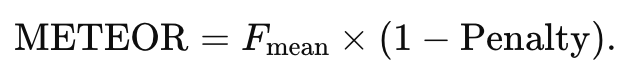 METEOR = F_mean × (1 − Penalty).